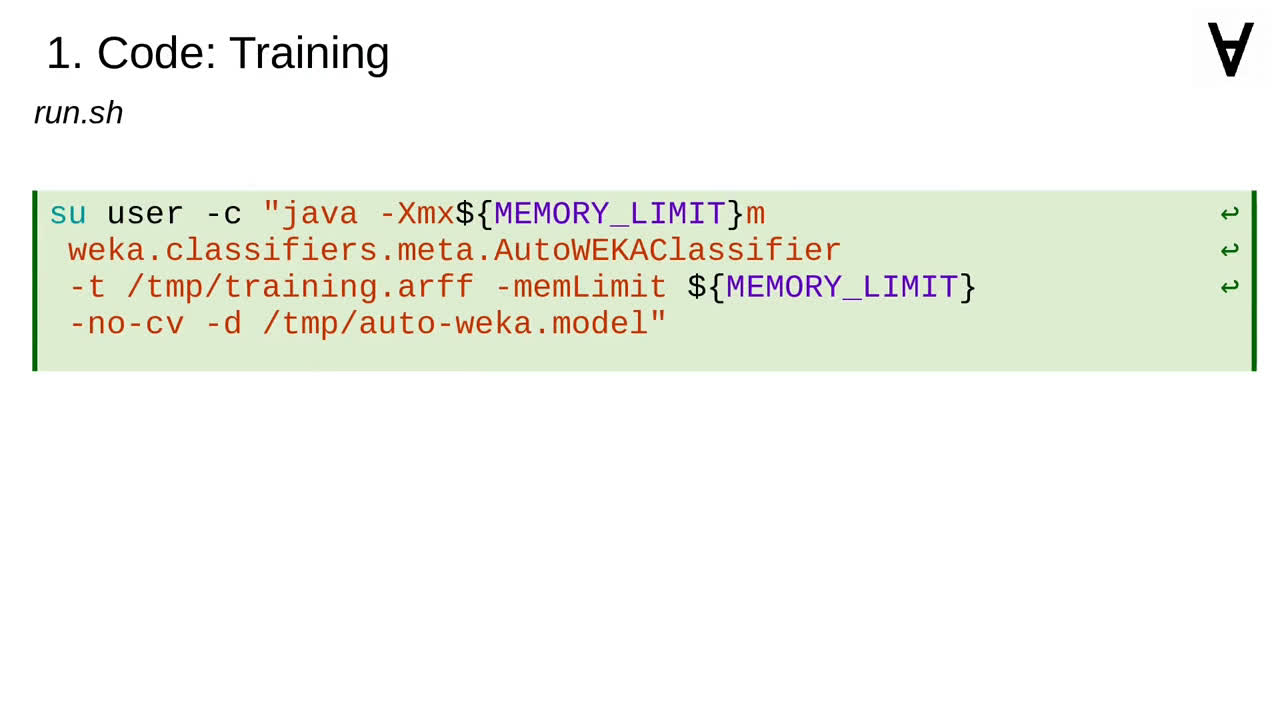 1. Code: Training
run.sh
su user -c "java -Xmx${MEMORY_LIMIT}m ↩
weka.classifiers.meta.AutoWEKAClassifier ↩
-t /tmp/training.arff -memLimit ${MEMORY_LIMIT} ↩
-no-cv -d /tmp/auto-weka.model"